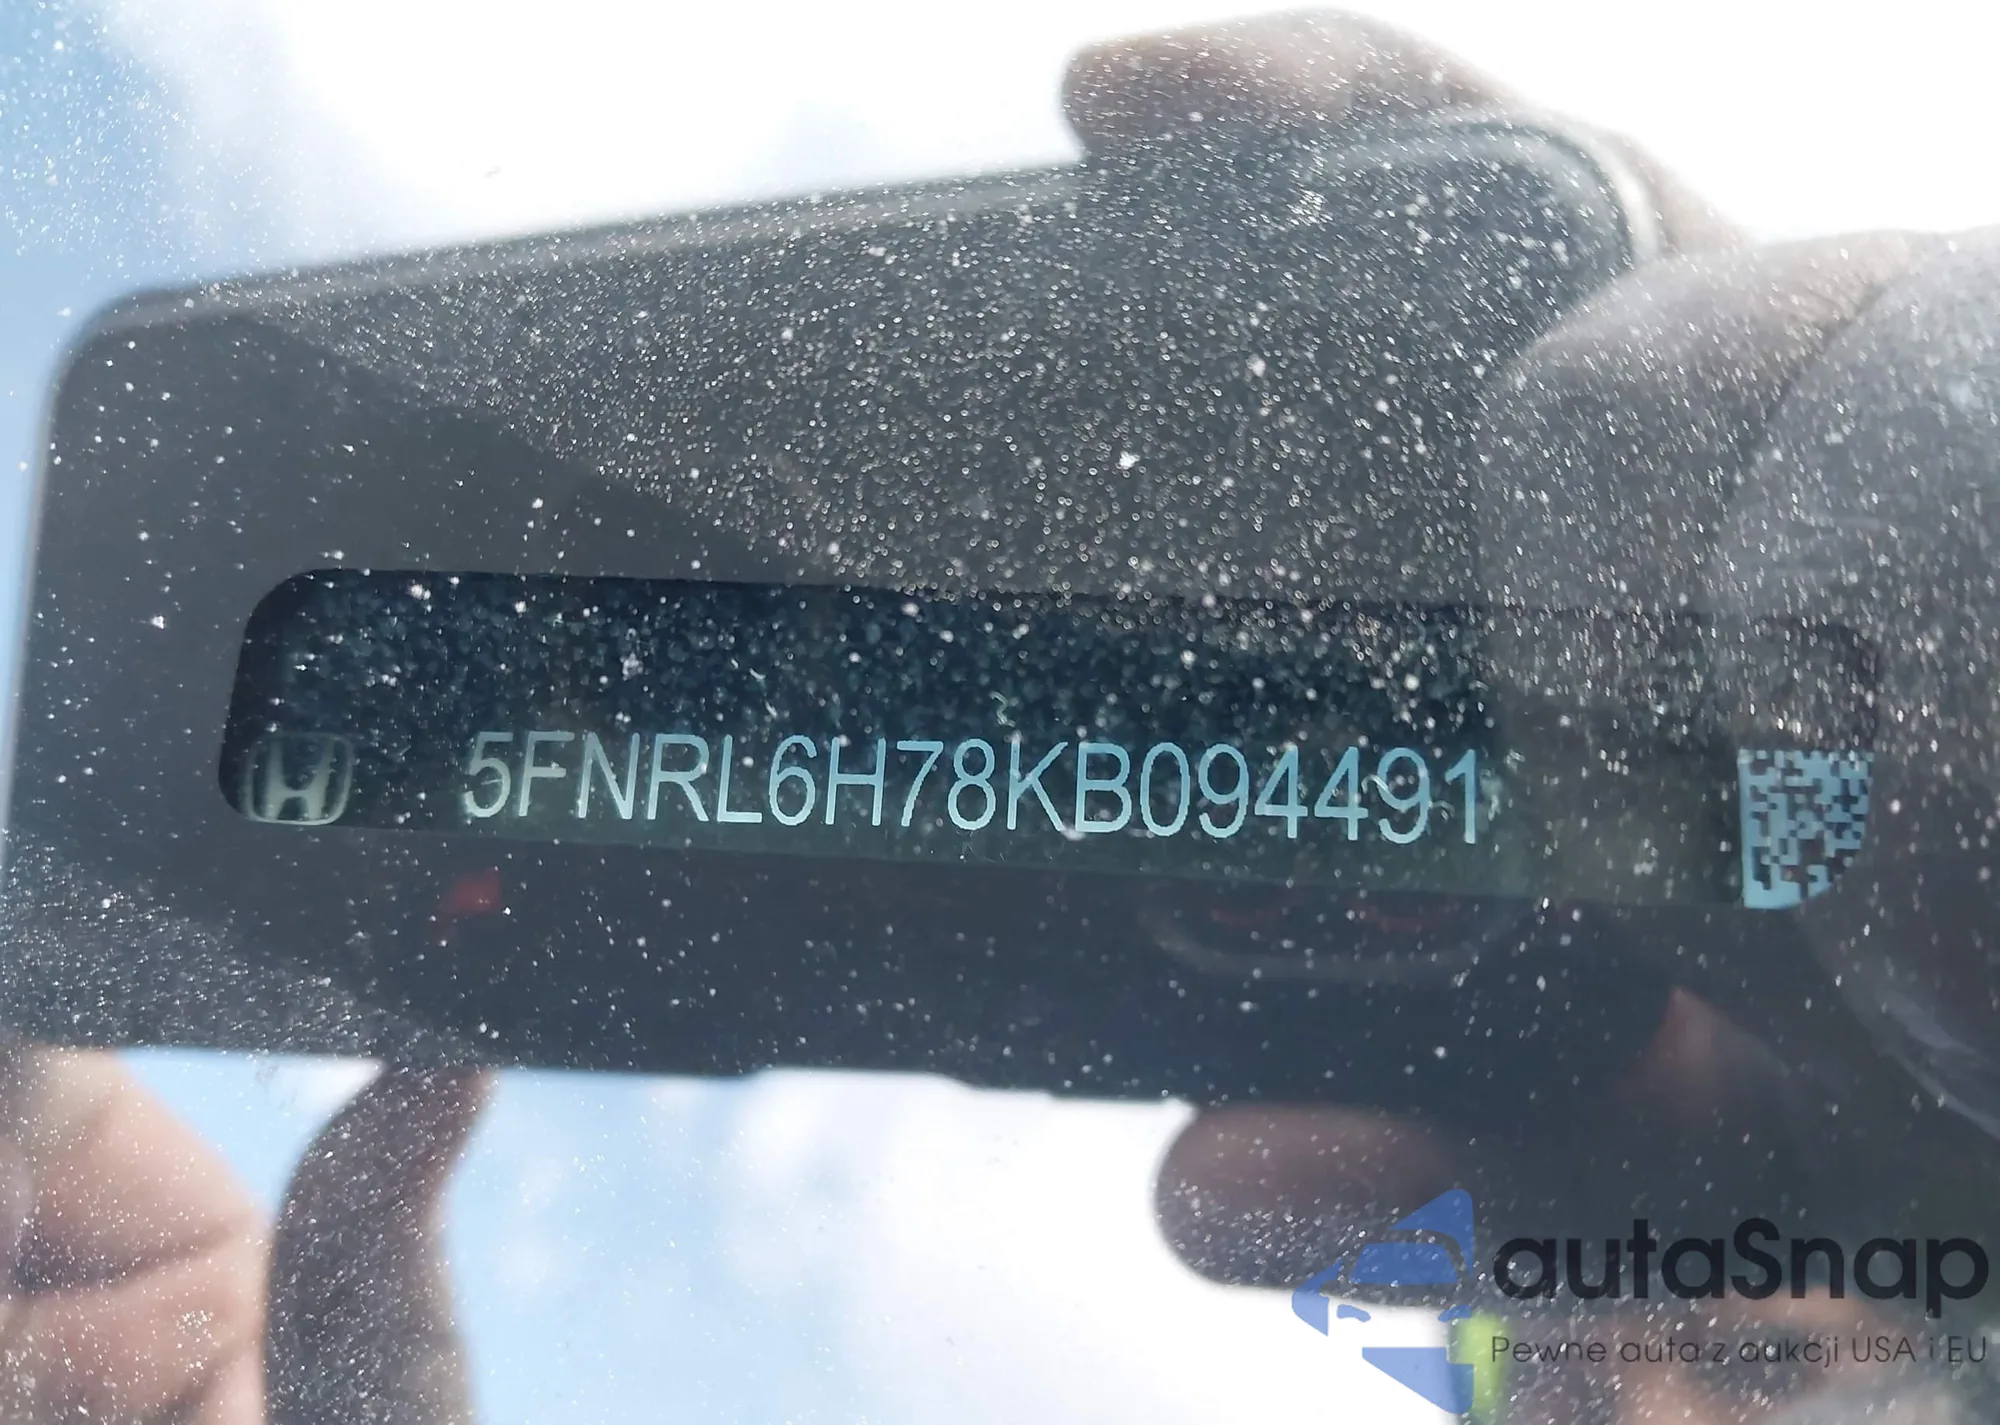 5FNRL6H78KB094491
autaSnap
Pewne auta z aukcji USA i EU